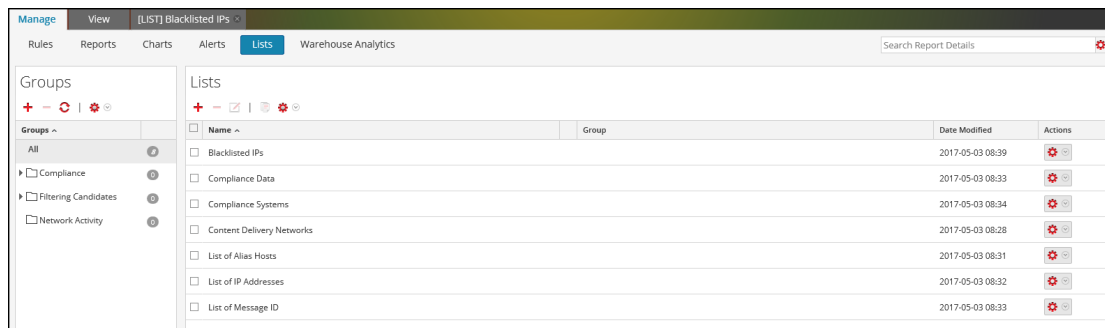 Manage View [LIST] Blacklisted IPs
Rules Reports Charts Alerts Lists Warehouse Analytics Search Report Details
Groups
Lists
Groups
Name Group Date Modified Actions
All
Blacklisted IPs 2017-05-03 08:39
Compliance 0
Compliance Data 2017-05-03 08:33
Filtering Candidates 0
Compliance Systems 2017-05-03 08:34
Network Activity 0
Content Delivery Networks 2017-05-03 08:28
List of Alias Hosts 2017-05-03 08:31
List of IP Addresses 2017-05-03 08:32
List of Message ID 2017-05-03 08:33